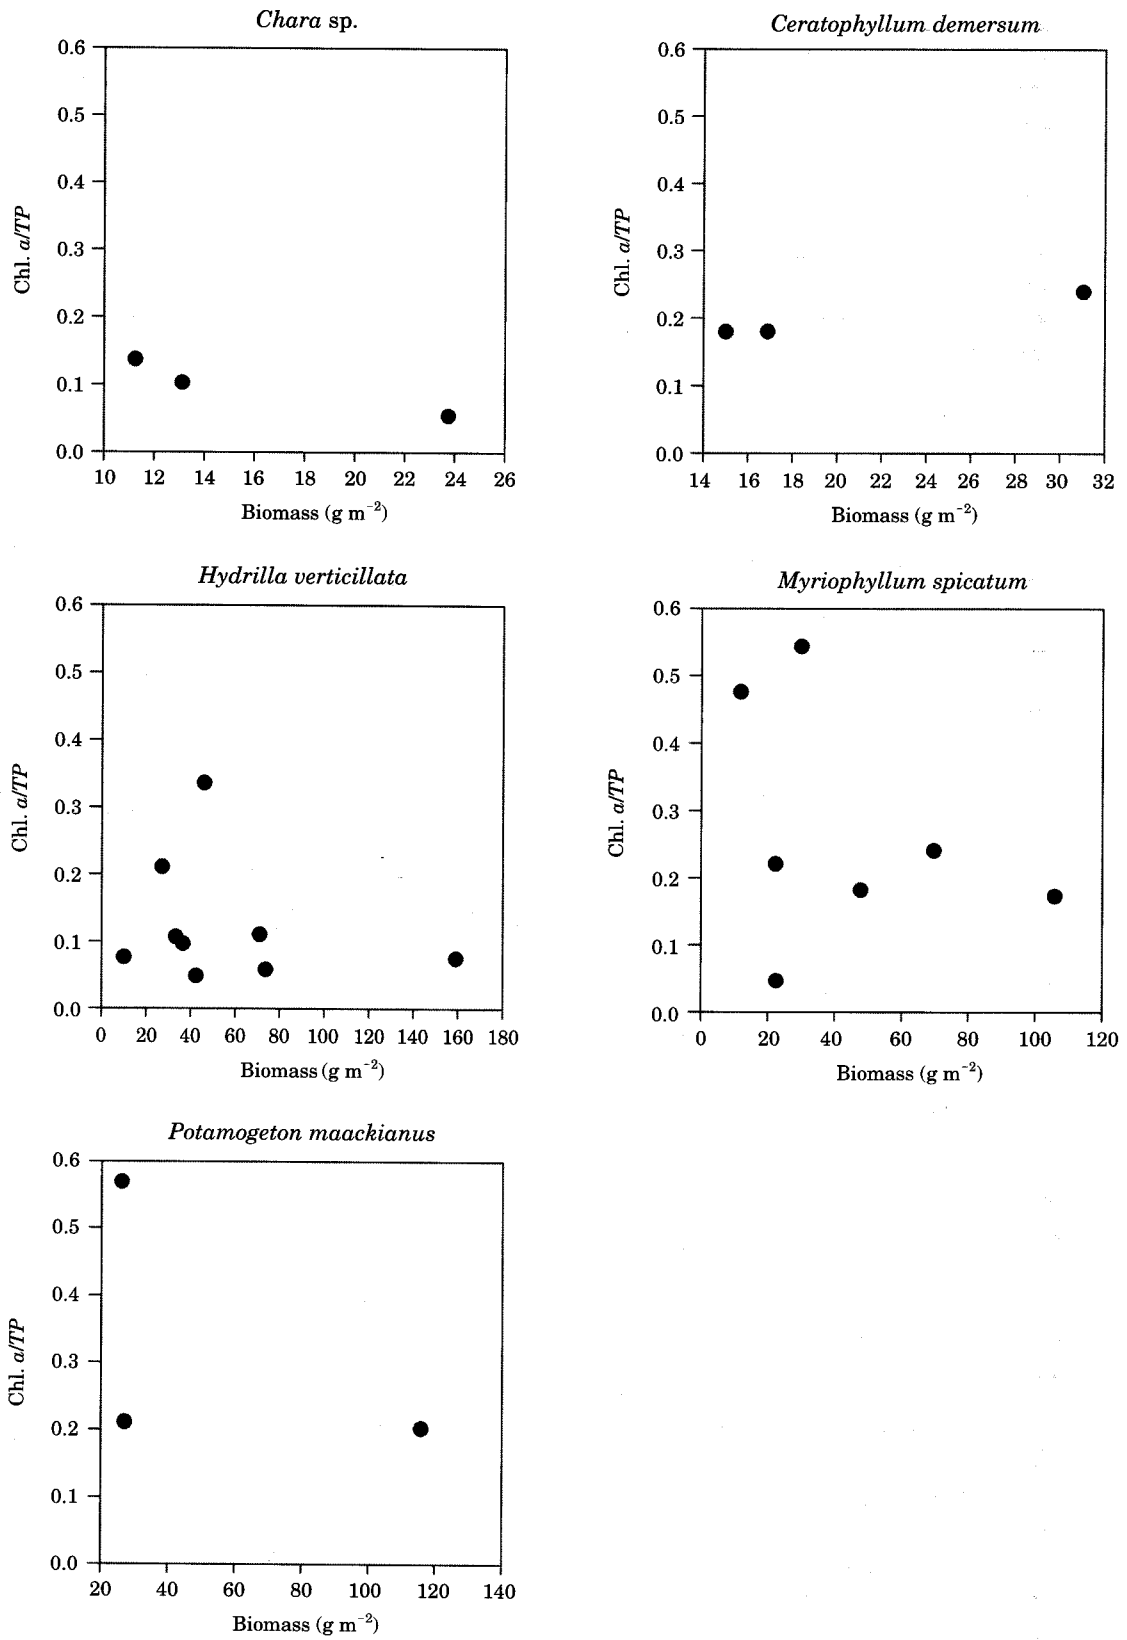 Chara sp.
0.6
0.5
0.4
0.3
0.2
0.1
0.0
Chl. a/TP
10 12 14 16 18 20 22 24 26
Biomass (g m⁻²)
Ceratophyllum demersum
0.6
0.5
0.4
0.3
0.2
0.1
0.0
Chl. a/TP
14 16 18 20 22 24 26 28 30 32
Biomass (g m⁻²)
Hydrilla verticillata
0.6
0.5
0.4
0.3
0.2
0.1
0.0
Chl. a/TP
0 20 40 60 80 100 120 140 160 180
Biomass (g m⁻²)
Myriophyllum spicatum
0.6
0.5
0.4
0.3
0.2
0.1
0.0
Chl. a/TP
0 20 40 60 80 100 120
Biomass (g m⁻²)
Potamogeton maackianus
0.6
0.5
0.4
0.3
0.2
0.1
0.0
Chl. a/TP
20 40 60 80 100 120 140
Biomass (g m⁻²)